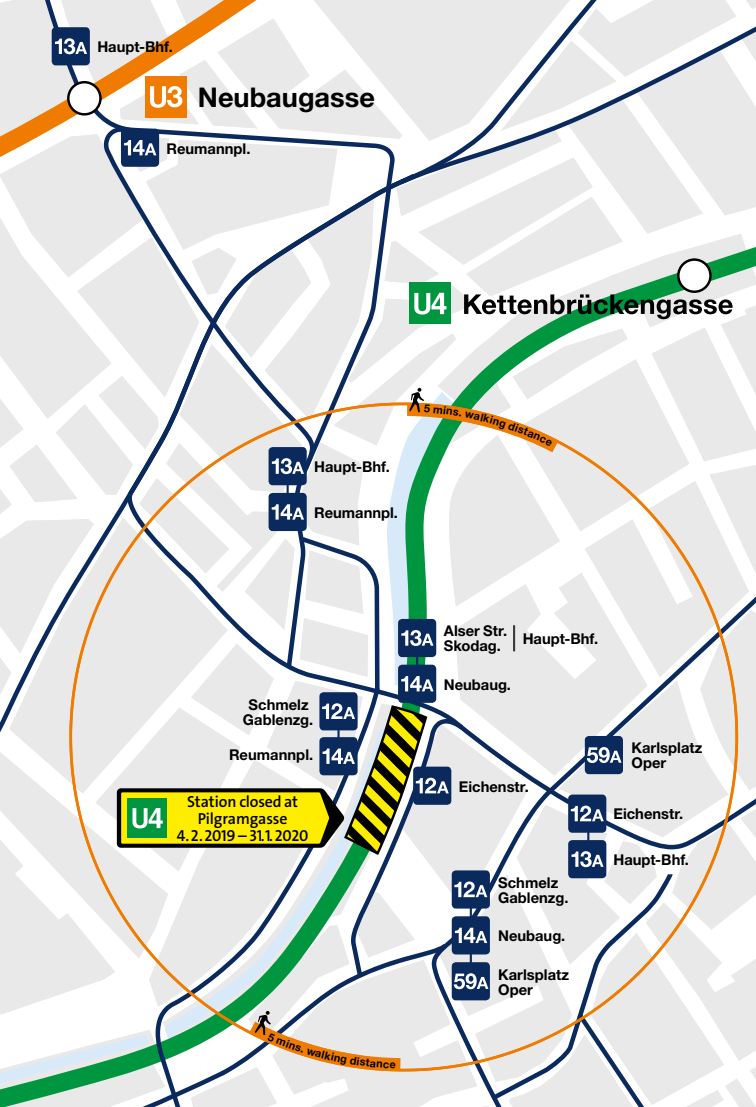 13A Haupt-Bhf.
U3 Neubaugasse
14A Reumannpl.
U4 Kettenbrückengasse
5 mins. walking distance
13A Haupt-Bhf.
14A Reumannpl.
13A Alser Str. | Haupt-Bhf.
Skodag.
14A Neubaug.
Schmelz 12A
Gablenzg.
Reumannpl. 14A
59A Karlsplatz
Oper
12A Eichenstr.
U4 Station closed at
Pilgramgasse
4.2.2019 – 31.1.2020
12A Eichenstr.
13A Haupt-Bhf.
12A Schmelz
Gablenzg.
14A Neubaug.
59A Karlsplatz
Oper
5 mins. walking distance